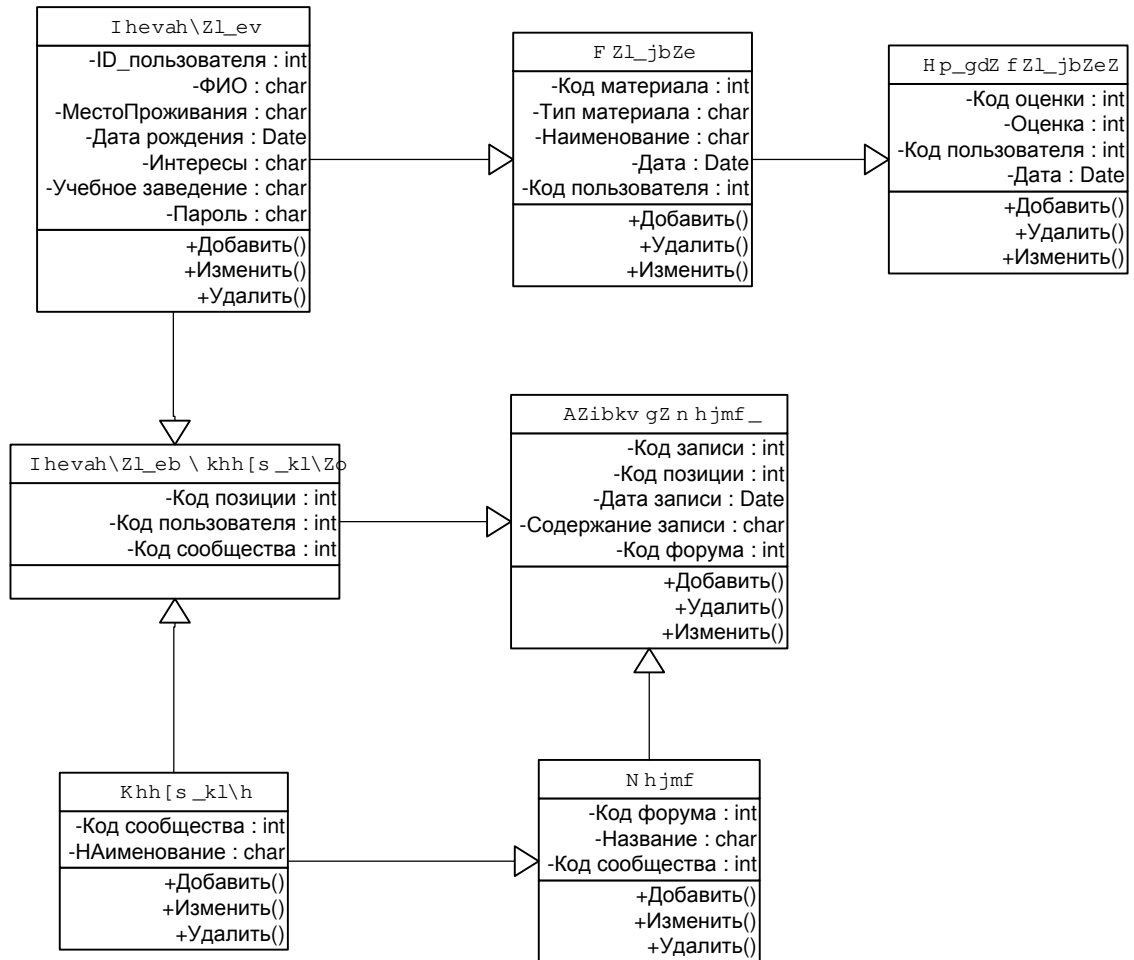 Ihevah\Zl_ev
-ID_пользователя : int
-ФИО : char
-МестоПроживания : char
-Дата рождения : Date
-Интересы : char
-Учебное заведение : char
-Пароль : char
+Добавить()
+Изменить()
+Удалить()
FZl_jbZe
-Код материала : int
-Тип материала : char
-Наименование : char
-Дата : Date
-Код пользователя : int
+Добавить()
+Удалить()
+Изменить()
Hp_gdZ fZl_jbZeZ
-Код оценки : int
-Оценка : int
-Код пользователя : int
-Дата : Date
+Добавить()
+Удалить()
+Изменить()
Ihevah\Zl_eb \ khh[s_kl\Zo
-Код позиции : int
-Код пользователя : int
-Код сообщества : int
AZibkv gZ nhjmf_
-Код записи : int
-Код позиции : int
-Дата записи : Date
-Содержание записи : char
-Код форума : int
+Добавить()
+Удалить()
+Изменить()
Khh[s_kl\h
-Код сообщества : int
-НАименование : char
+Добавить()
+Изменить()
+Удалить()
Nhjmf
-Код форума : int
-Название : char
-Код сообщества : int
+Добавить()
+Изменить()
+Удалить()